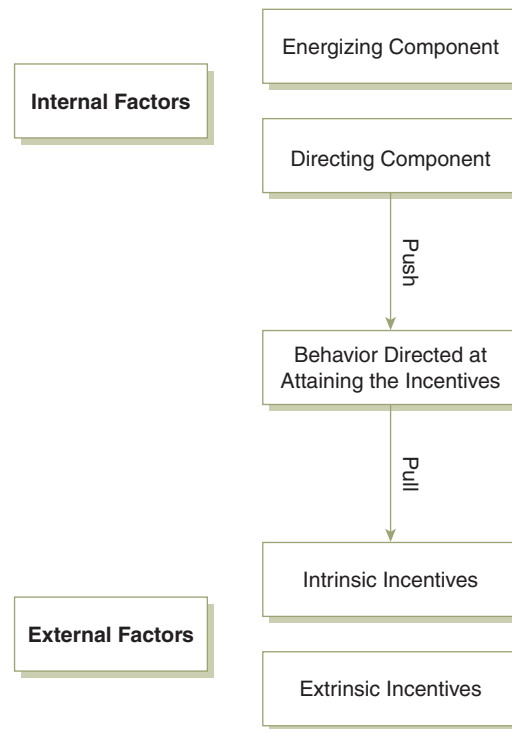 Energizing Component
Internal Factors
Directing Component
Push
Behavior Directed at
Attaining the Incentives
Pull
Intrinsic Incentives
External Factors
Extrinsic Incentives